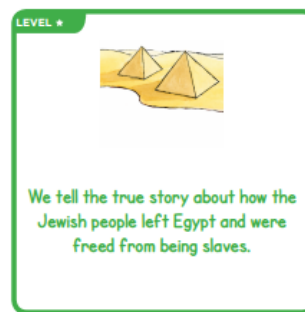 LEVEL ★
We tell the true story about how the
Jewish people left Egypt and were
freed from being slaves.